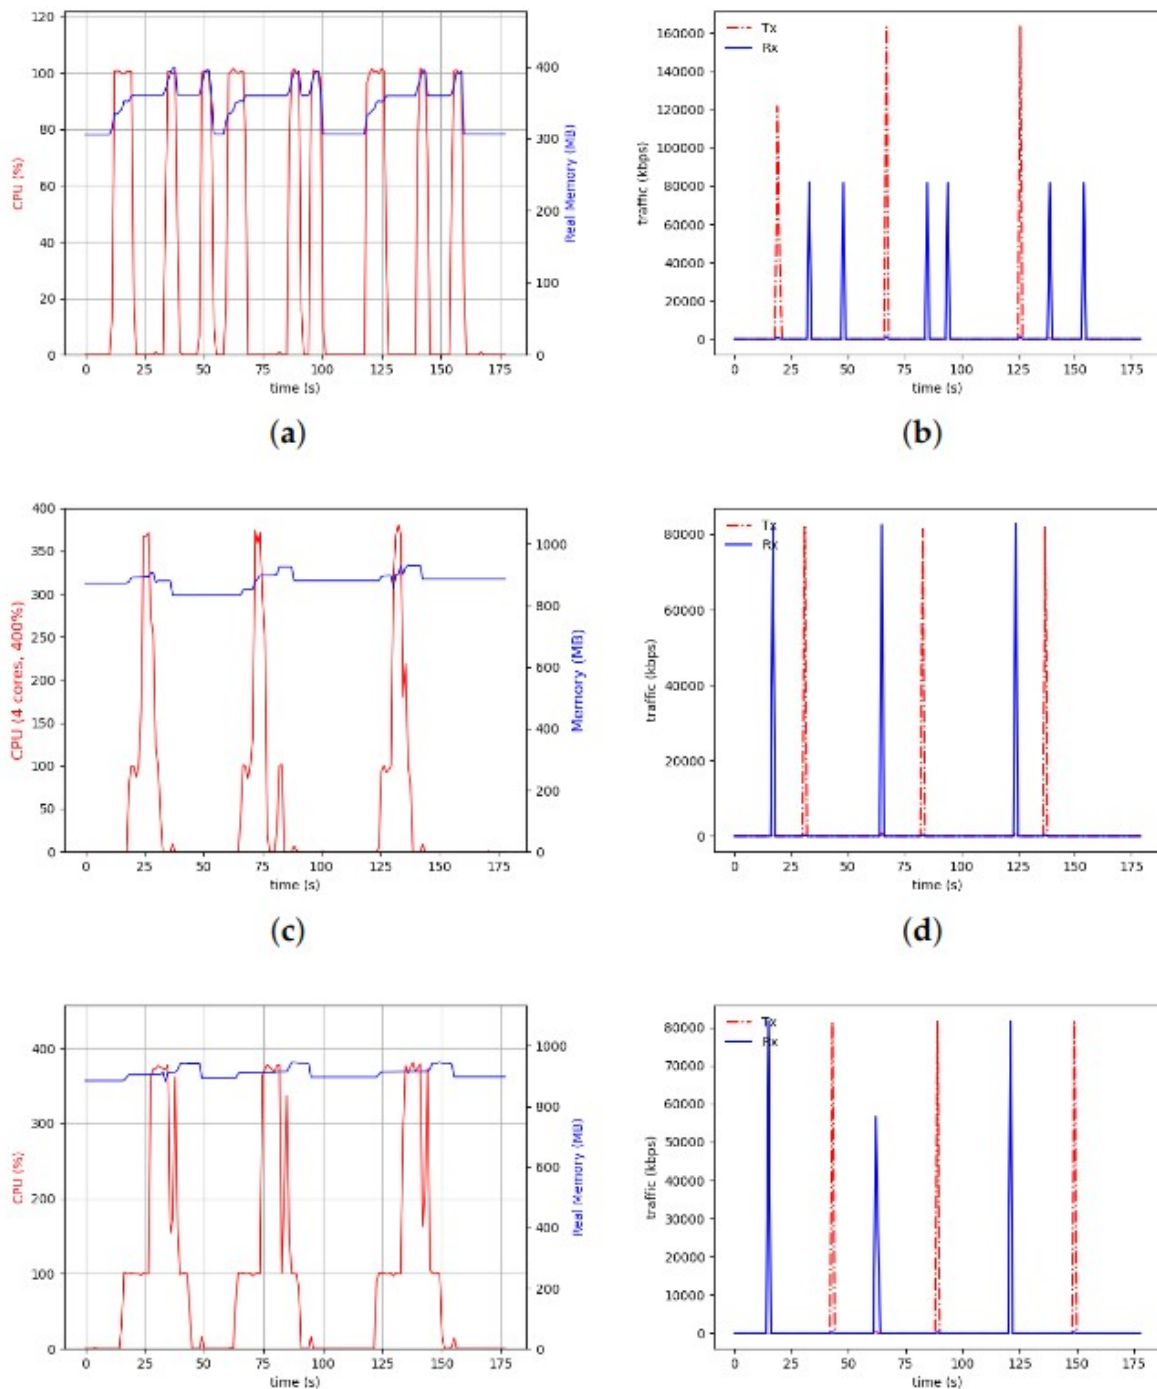 120
100
80
60
40
20
0
CPU (%)
400
300
200
100
0
Real Memory (MB)
0 25 50 75 100 125 150 175
time (s)
(a)
Tx
Rx
160000
140000
120000
100000
80000
60000
40000
20000
0
traffic (kbps)
0 25 50 75 100 125 150 175
time (s)
(b)
400
350
300
250
200
150
100
50
0
CPU (4 cores, 400%)
1000
800
600
400
200
0
Memory (MB)
0 25 50 75 100 125 150 175
time (s)
(c)
Tx
Rx
80000
60000
40000
20000
0
traffic (kbps)
0 25 50 75 100 125 150 175
time (s)
(d)
400
300
200
100
0
CPU (%)
1000
800
600
400
200
0
Real Memory (MB)
0 25 50 75 100 125 150 175
time (s)
Tx
Rx
80000
70000
60000
50000
40000
30000
20000
10000
0
traffic (kbps)
0 25 50 75 100 125 150 175
time (s)